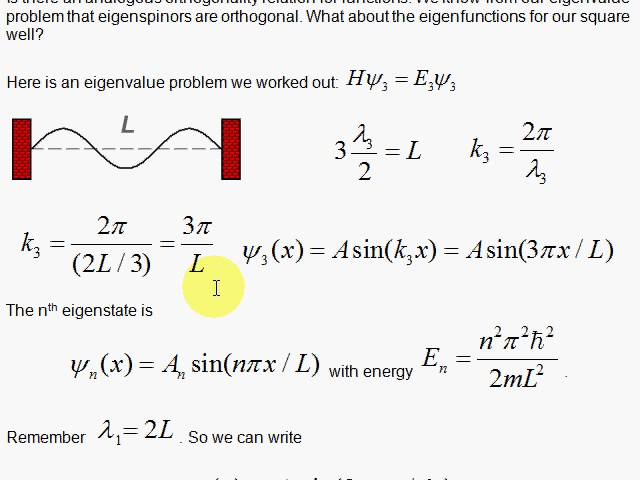 Is there an analogous orthogonality relation for functions. We know from our eigenvalue
problem that eigenspinors are orthogonal. What about the eigenfunctions for our square
well?
Here is an eigenvalue problem we worked out: Hψ₃ = E₃ψ₃
L
3 λ₃/2 = L k₃ = 2π/λ₃
k₃ = 2π/(2L/3) = 3π/L ψ₃(x) = A sin(k₃x) = A sin(3πx / L)
The nᵗʰ eigenstate is
ψₙ(x) = Aₙ sin(nπx / L) with energy Eₙ = n²π²ħ²/2mL² .
Remember λ₁ = 2L . So we can write